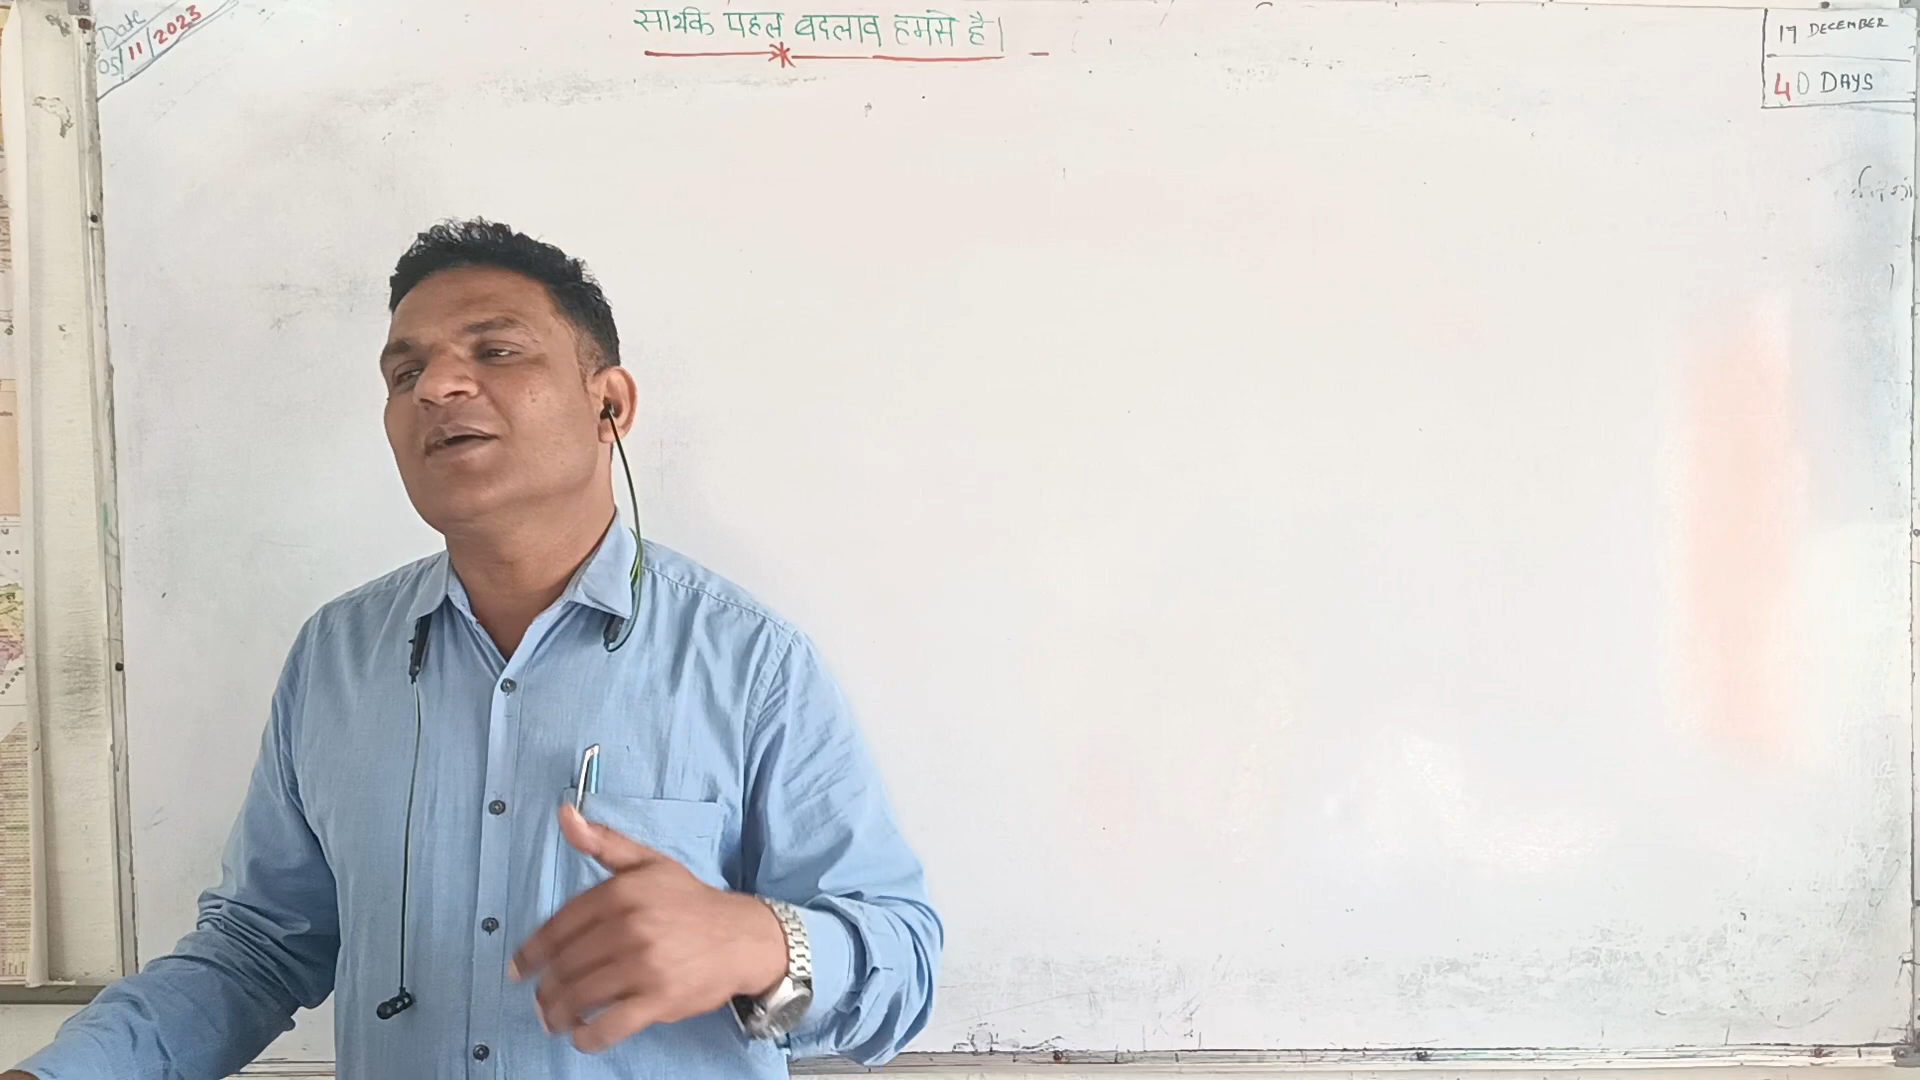 Date
05/11/2023
सार्थक पहल बदलाव हमसे है।
17 DECEMBER
40 DAYS